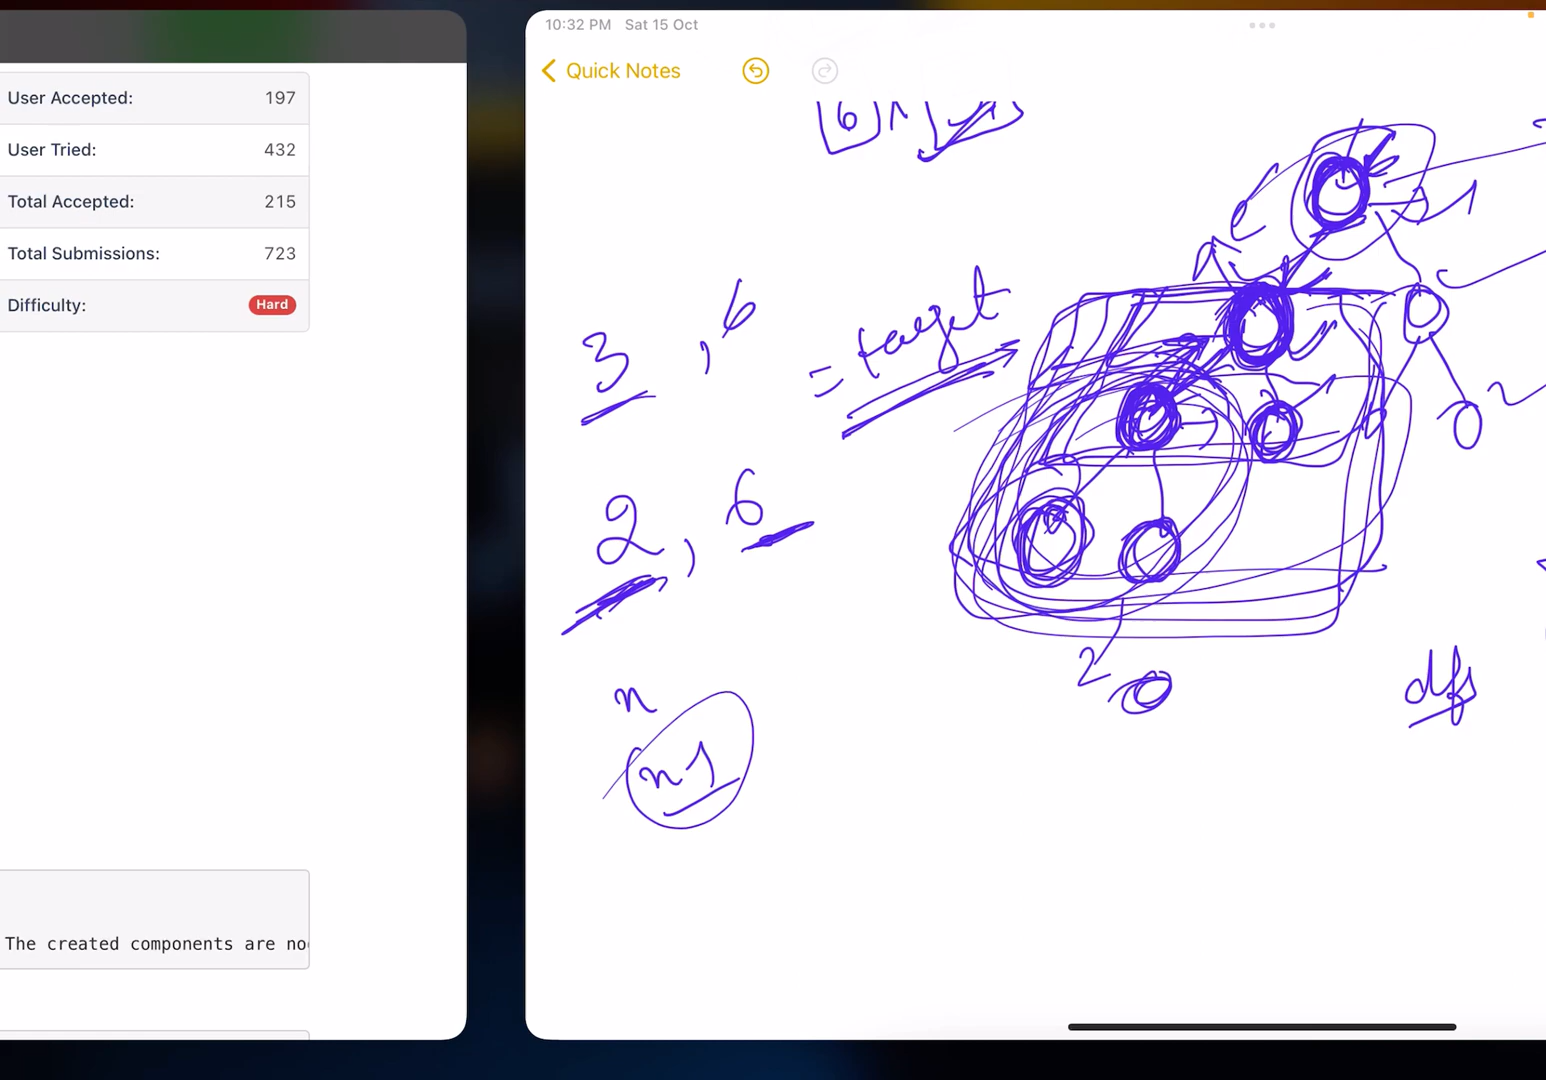 10:32 PM Sat 15 Oct
Quick Notes
User Accepted: 197
User Tried: 432
Total Accepted: 215
Total Submissions: 723
Difficulty: Hard
The created components are no
3 , 6
= target
2 , 6
n
2
dfs